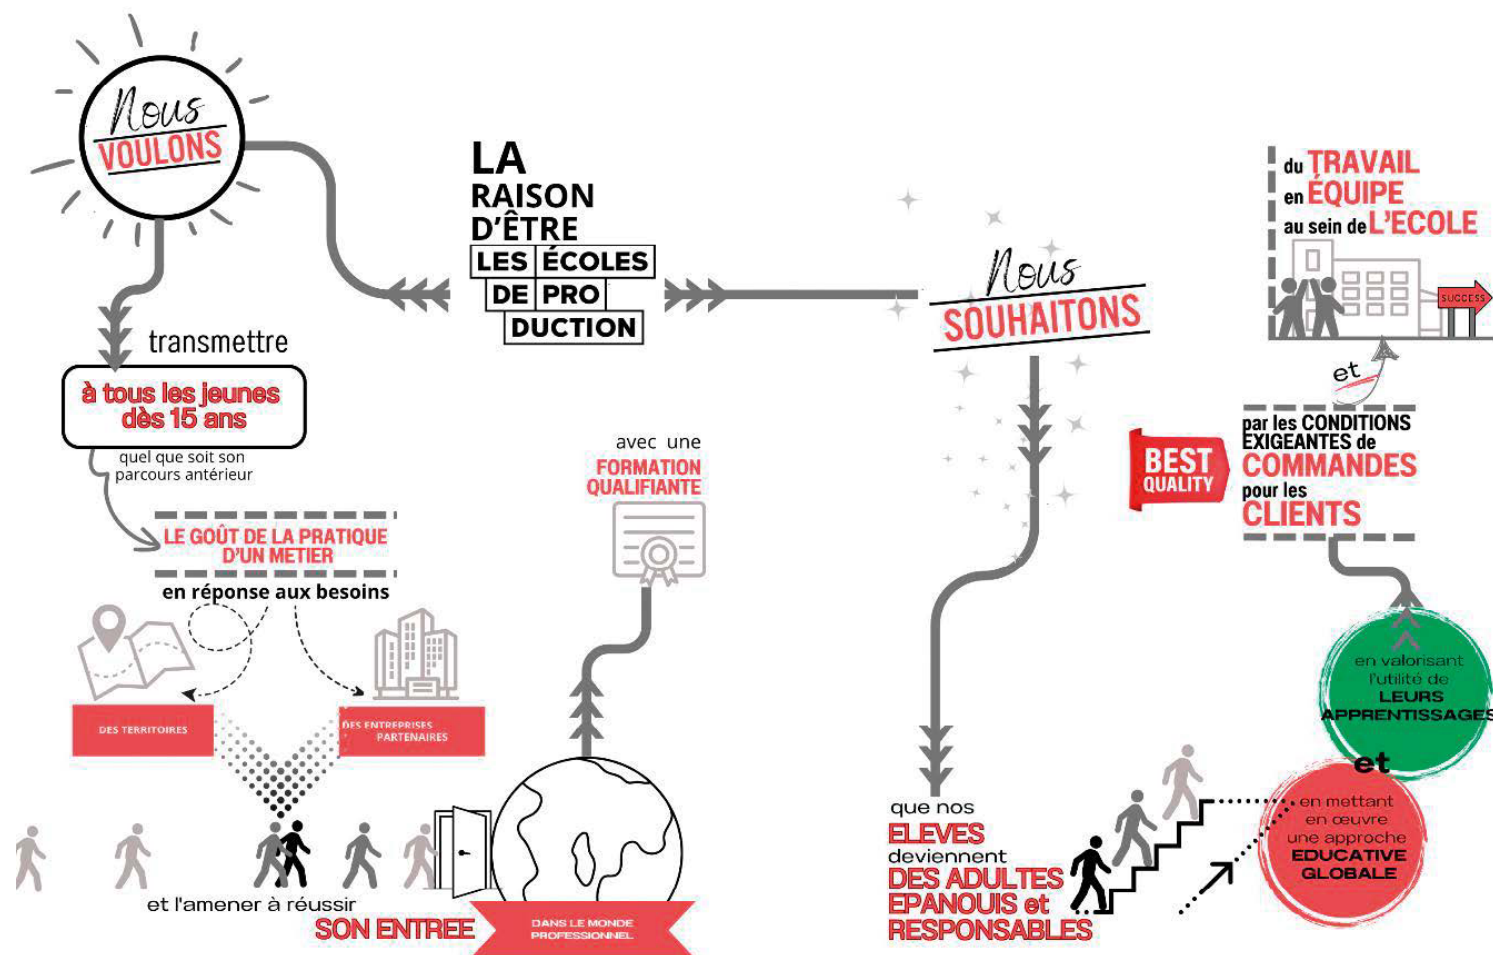 Nous
VOULONS
LA
RAISON
D'ÊTRE
LES ÉCOLES
DE PRO
DUCTION
transmettre
à tous les jeunes
dès 15 ans
quel que soit son
parcours antérieur
LE GOÛT DE LA PRATIQUE
D'UN METIER
en réponse aux besoins
DES TERRITOIRES
DES ENTREPRISES
PARTENAIRES
et l'amener à réussir
SON ENTREE
DANS LE MONDE
PROFESSIONNEL
avec une
FORMATION
QUALIFIANTE
Nous
SOUHAITONS
que nos
ELEVES
deviennent
DES ADULTES
EPANOUIS et
RESPONSABLES
en mettant
en œuvre
une approche
EDUCATIVE
GLOBALE
et
en valorisant
l'utilité de
LEURS
APPRENTISSAGES
par les CONDITIONS
EXIGEANTES de
COMMANDES
pour les
CLIENTS
BEST
QUALITY
et
du TRAVAIL
en ÉQUIPE
au sein de L'ECOLE
SUCCESS